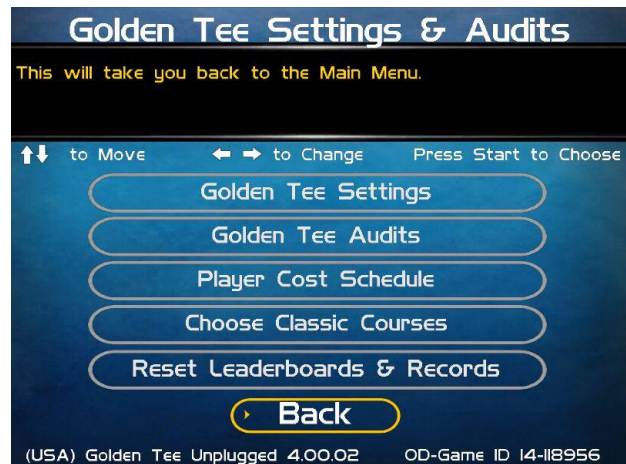 Golden Tee Settings & Audits
This will take you back to the Main Menu.
to Move to Change Press Start to Choose
Golden Tee Settings
Golden Tee Audits
Player Cost Schedule
Choose Classic Courses
Reset Leaderboards & Records
Back
(USA) Golden Tee Unplugged 4.00.02 OD-Game ID 14-118956